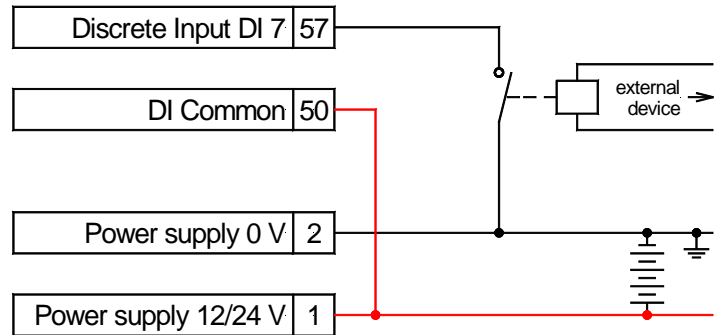 Discrete Input DI 7 57
external
device
DI Common 50
Power supply 0 V 2
Power supply 12/24 V 1